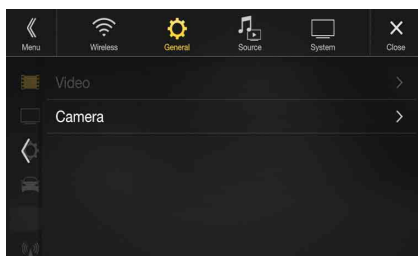 Menu
Wireless
General
Source
System
Close
Video
Camera